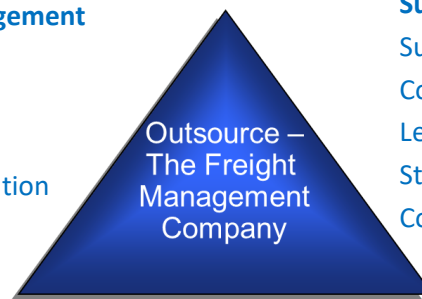 gement
Su
Su
Co
Le
St
Co
tion
Outsource –
The Freight
Management
Company